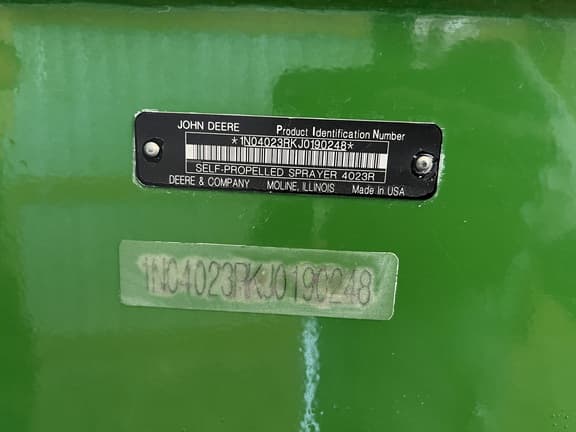 JOHN DEERE Product Identification Number
*1N04023RKJ0190248*
SELF-PROPELLED SPRAYER 4023R
DEERE & COMPANY MOLINE, ILLINOIS Made In USA
1N04023RKJ0190248